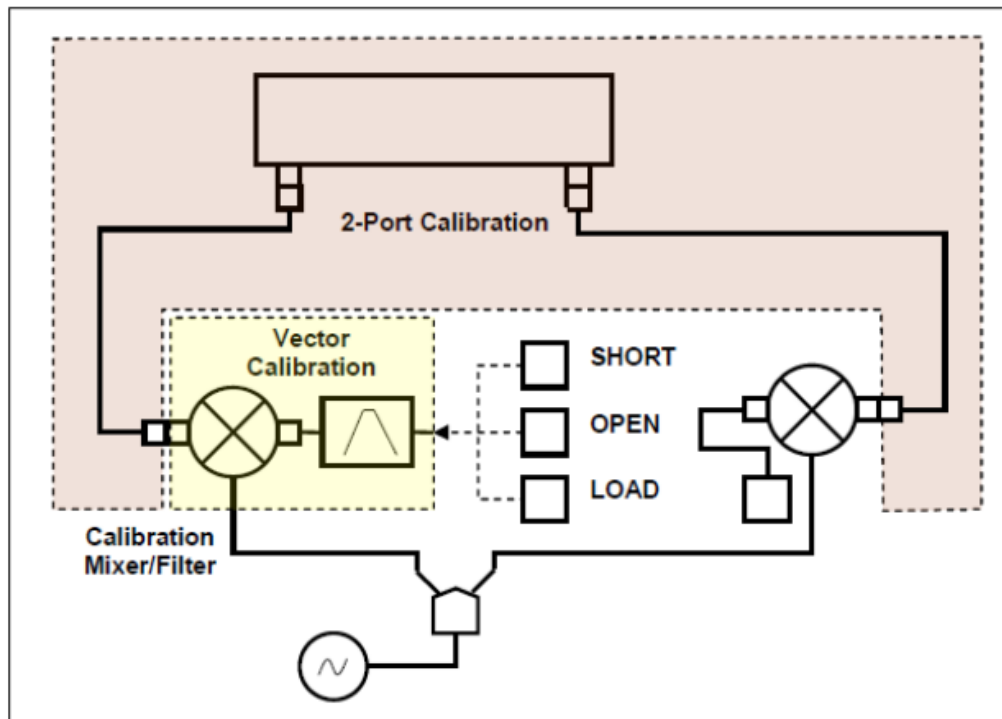 2-Port Calibration
Vector
Calibration
SHORT
OPEN
LOAD
Calibration
Mixer/Filter